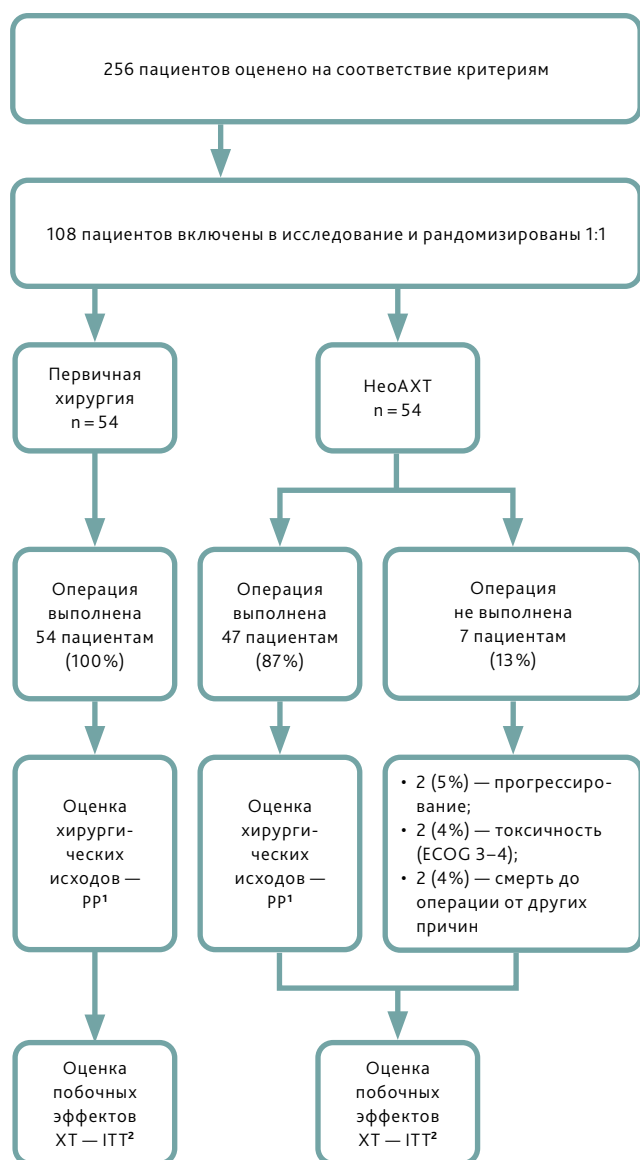 256 пациентов оценено на соответствие критериям
108 пациентов включены в исследование и рандомизированы 1:1
Первичная
хирургия
n = 54
НеоАХТ
n = 54
Операция
выполнена
54 пациентам
(100%)
Операция
выполнена
47 пациентам
(87%)
Операция
не выполнена
7 пациентам
(13%)
Оценка
хирурги-
ческих
исходов —
PP¹
Оценка
хирурги-
ческих
исходов —
PP¹
• 2 (5%) — прогрессиро-
вание;
• 2 (4%) — токсичность
(ECOG 3–4);
• 2 (4%) — смерть до
операции от других
причин
Оценка
побочных
эффектов
ХТ — ITT²
Оценка
побочных
эффектов
ХТ — ITT²